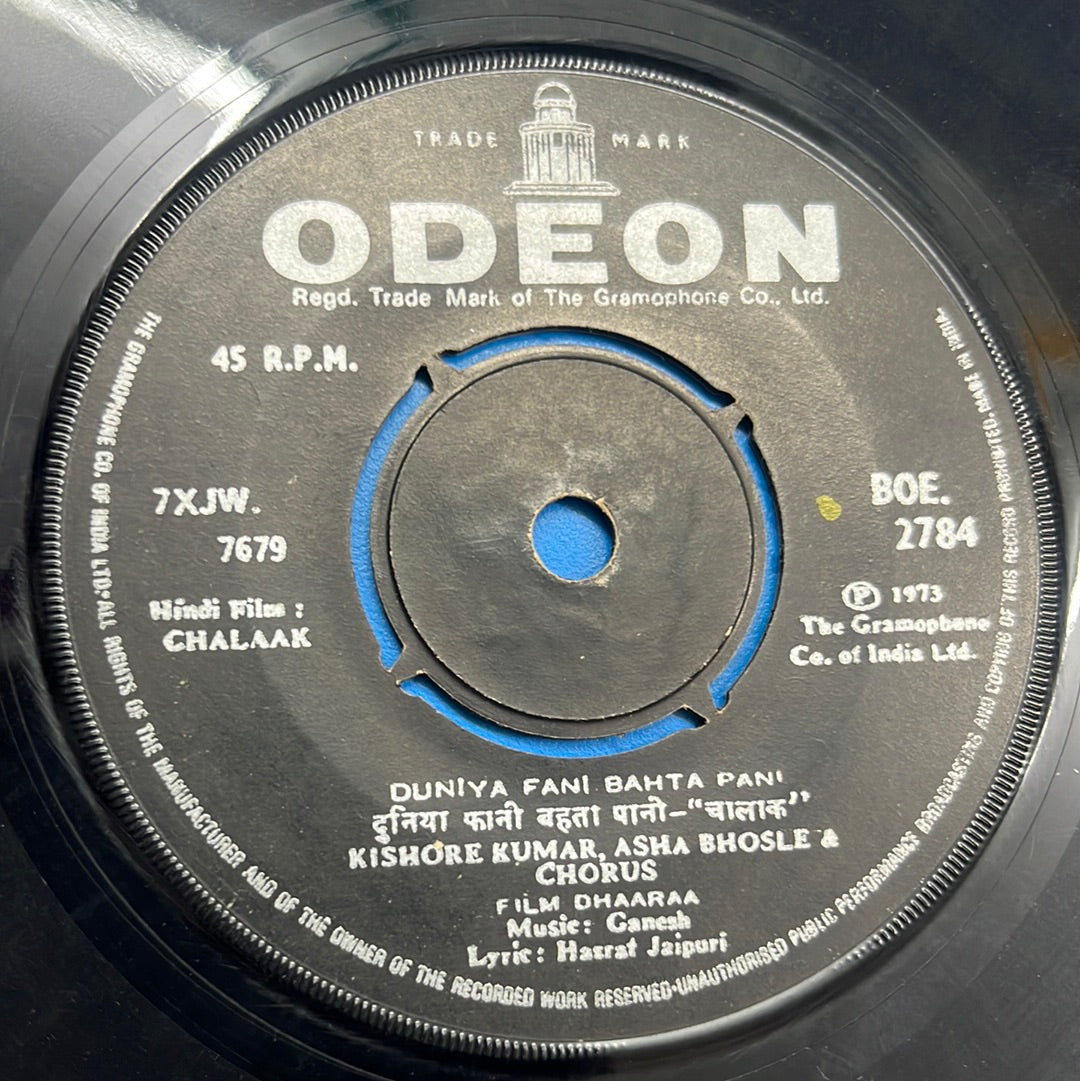 TRADE MARK
ODEON
Regd. Trade Mark of The Gramophone Co., Ltd.
45 R.P.M.
7XJW.
7679
BOE.
2784
Hindi Film :
CHALAAK
Ⓟ 1973
The Gramophone
Co. of India Ltd.
DUNIYA FANI BAHTA PANI
दुनिया फानी बहता पानी-"चालाक"
KISHORE KUMAR, ASHA BHOSLE &
CHORUS
FILM DHAARAA
Music: Ganesh
Lyric: Hasrat Jaipuri
THE GRAMOPHONE CO. OF INDIA LTD. ALL RIGHTS OF THE MANUFACTURER AND OF THE OWNER OF THE RECORDED WORK RESERVED-UNAUTHORISED PUBLIC PERFORMANCE BROADCASTING AND COPYING OF THIS RECORD PROHIBITED-MADE IN INDIA.